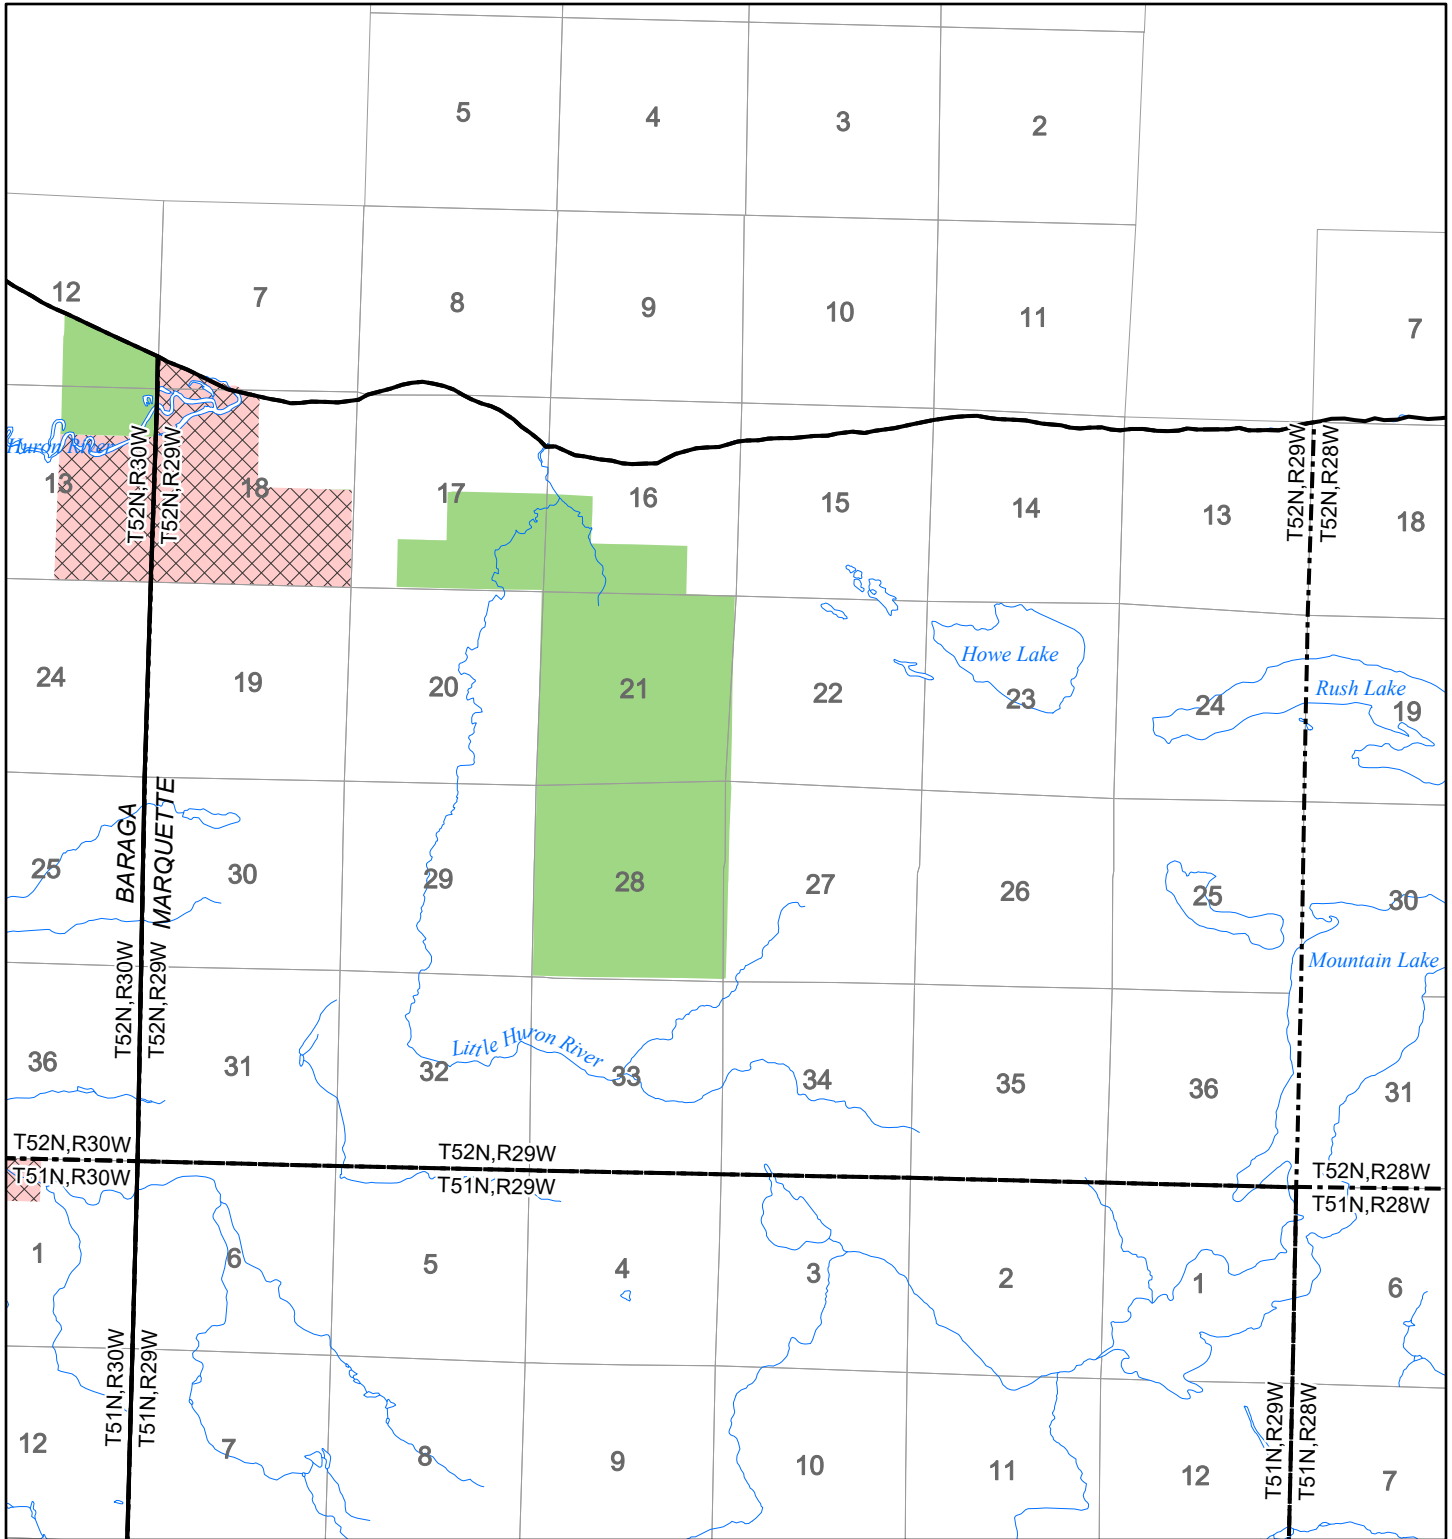 5
4
3
2
12
7
8
9
10
11
7
Huron River
T52N,R30W
T52N,R29W
T52N,R29W
T52N,R28W
13
18
17
16
15
14
13
18
24
19
20
21
22
Howe Lake
23
24
Rush Lake
19
BARAGA
MARQUETTE
25
30
29
28
27
26
25
30
T52N,R30W
T52N,R29W
Mountain Lake
36
31
32
Little Huron River
33
34
35
36
31
T52N,R30W
T51N,R30W
T52N,R29W
T51N,R29W
T52N,R28W
T51N,R28W
1
6
5
4
3
2
1
6
T51N,R30W
T51N,R29W
T51N,R29W
T51N,R28W
12
7
8
9
10
11
12
7